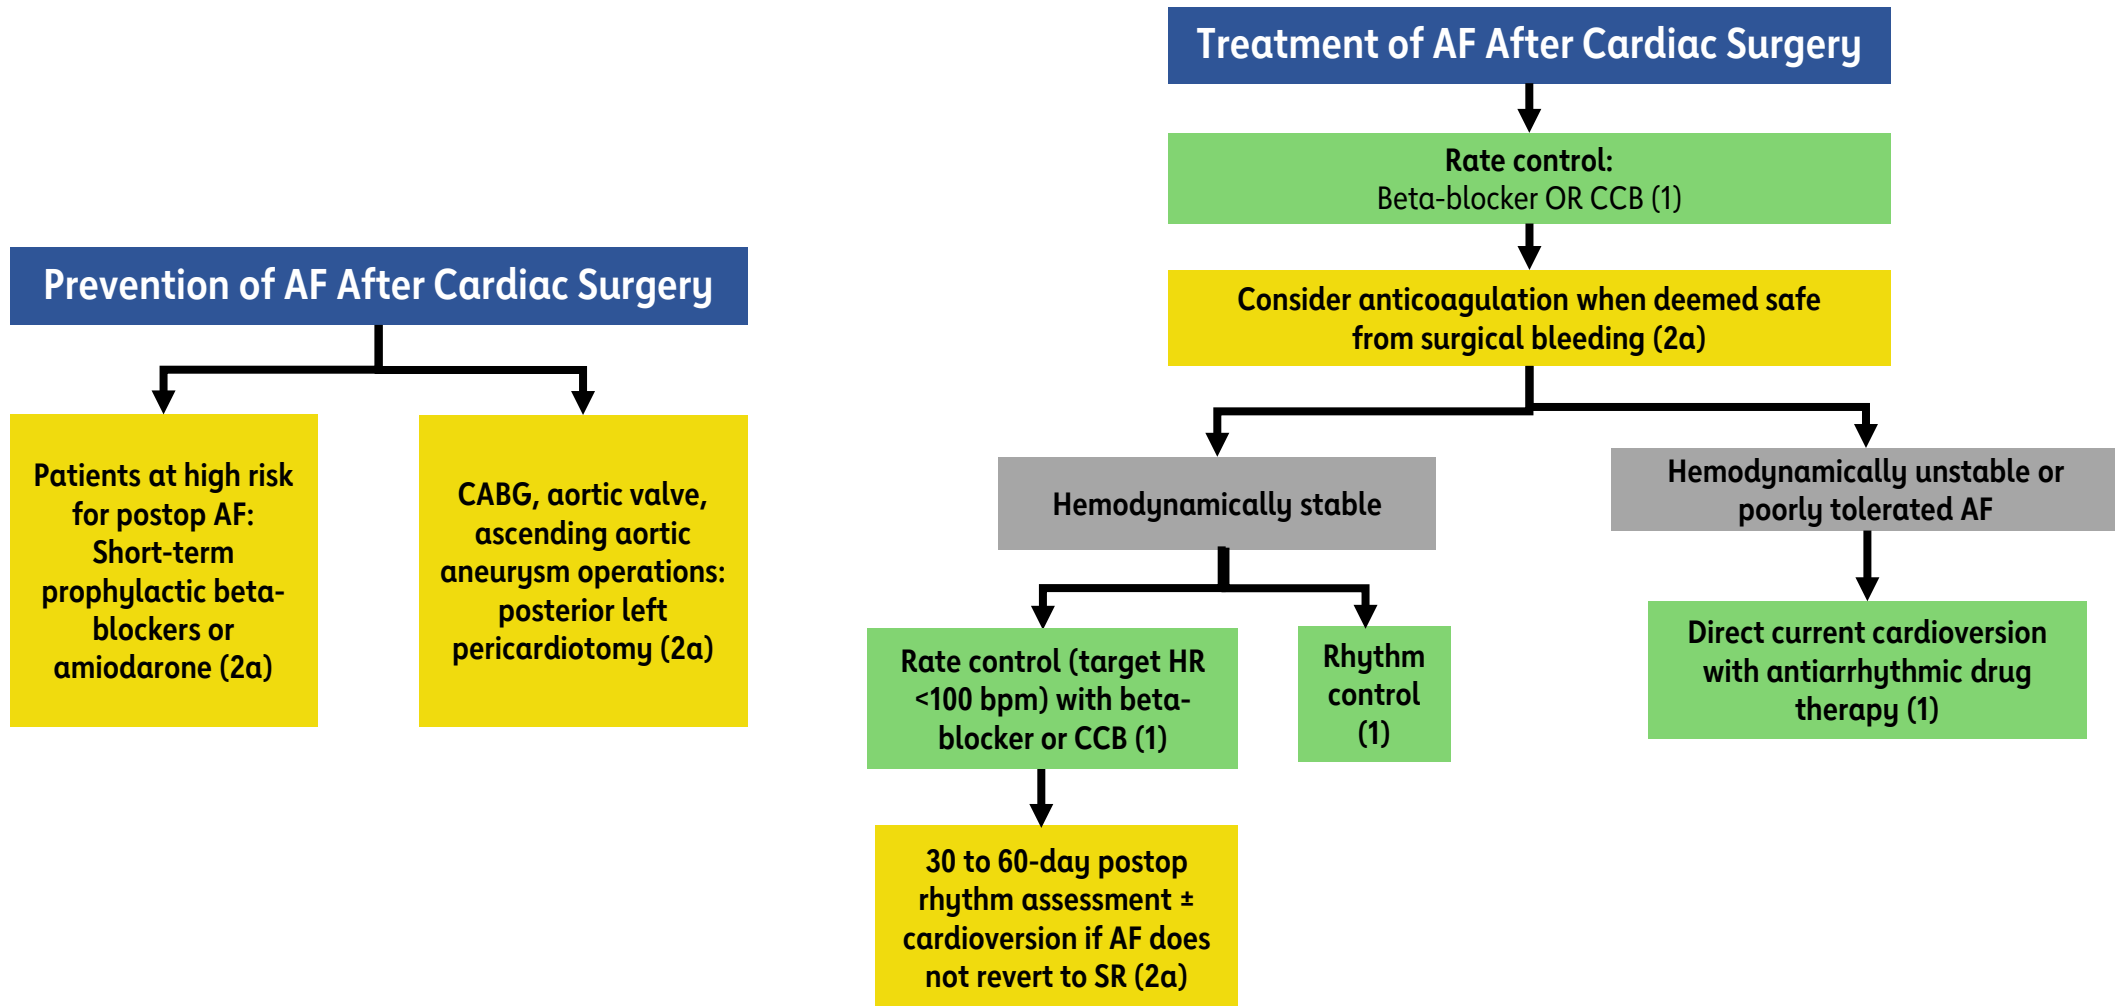 Prevention of AF After Cardiac Surgery
Patients at high risk
for postop AF:
Short-term
prophylactic beta-
blockers or
amiodarone (2a)
CABG, aortic valve,
ascending aortic
aneurysm operations:
posterior left
pericardiotomy (2a)
Treatment of AF After Cardiac Surgery
Rate control:
Beta-blocker OR CCB (1)
Consider anticoagulation when deemed safe
from surgical bleeding (2a)
Hemodynamically stable
Rate control (target HR
<100 bpm) with beta-
blocker or CCB (1)
30 to 60-day postop
rhythm assessment ±
cardioversion if AF does
not revert to SR (2a)
Rhythm
control
(1)
Hemodynamically unstable or
poorly tolerated AF
Direct current cardioversion
with antiarrhythmic drug
therapy (1)